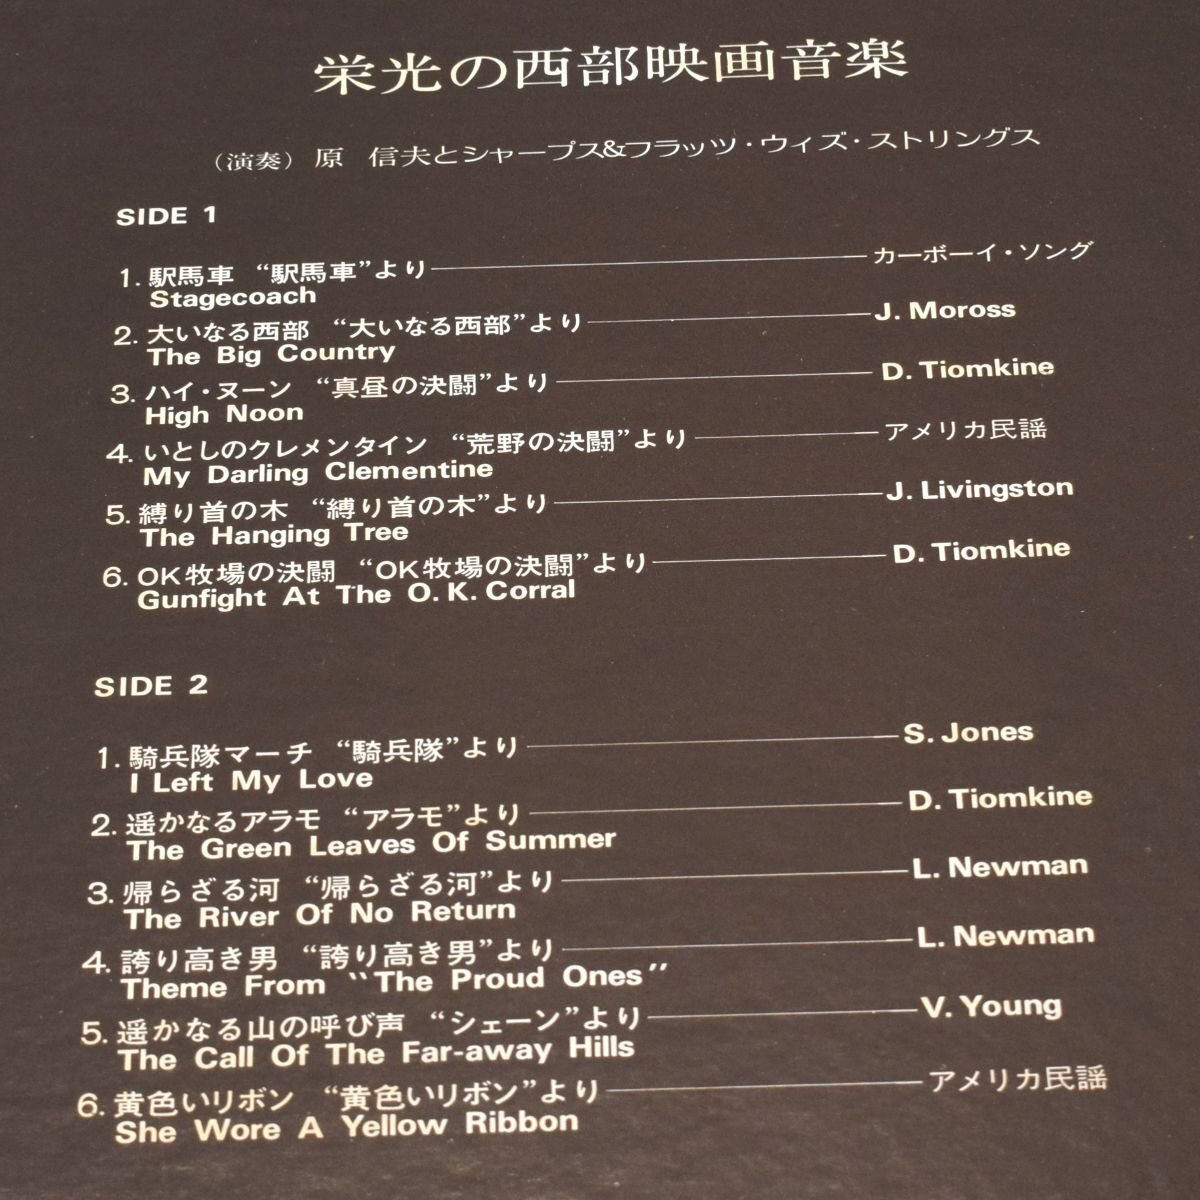 栄光の西部映画音楽
（演奏）原 信夫とシャープス&フラッツ・ウィズ・ストリングス
SIDE 1
1. 駅馬車 “駅馬車”より カーボーイ・ソング
Stagecoach
2. 大いなる西部 “大いなる西部”より J. Moross
The Big Country
3. ハイ・ヌーン “真昼の決闘”より D. Tiomkine
High Noon
4. いとしのクレメンタイン “荒野の決闘”より アメリカ民謡
My Darling Clementine
5. 縛り首の木 “縛り首の木”より J. Livingston
The Hanging Tree
6. OK牧場の決闘 “OK牧場の決闘”より D. Tiomkine
Gunfight At The O. K. Corral
SIDE 2
1. 騎兵隊マーチ “騎兵隊”より S. Jones
I Left My Love
2. 遥かなるアラモ “アラモ”より D. Tiomkine
The Green Leaves Of Summer
3. 帰らざる河 “帰らざる河”より L. Newman
The River Of No Return
4. 誇り高き男 “誇り高き男”より L. Newman
Theme From “The Proud Ones”
5. 遥かなる山の呼び声 “シェーン”より V. Young
The Call Of The Far-away Hills
6. 黄色いリボン “黄色いリボン”より アメリカ民謡
She Wore A Yellow Ribbon